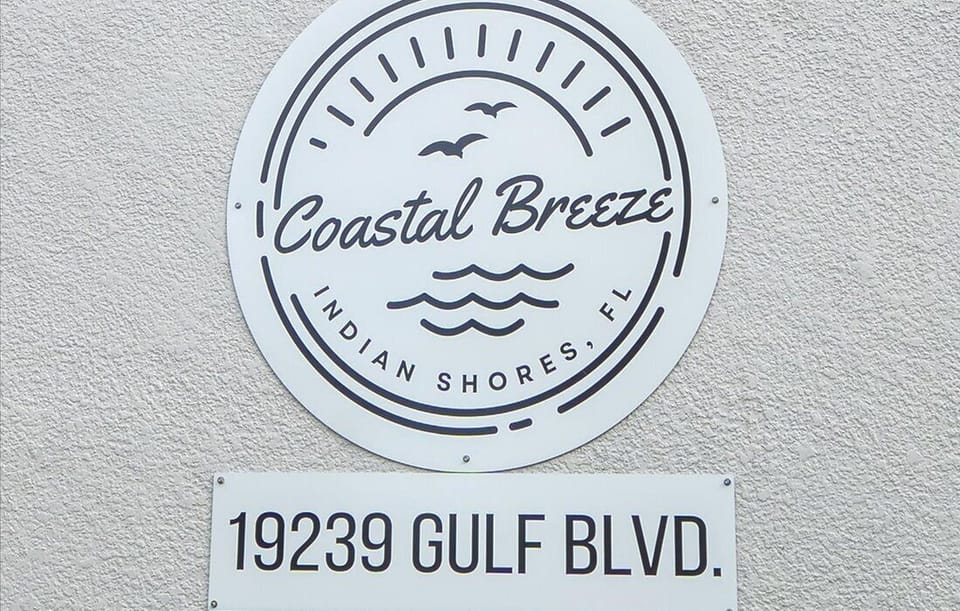 Coastal Breeze
INDIAN SHORES, FL
19239 GULF BLVD.